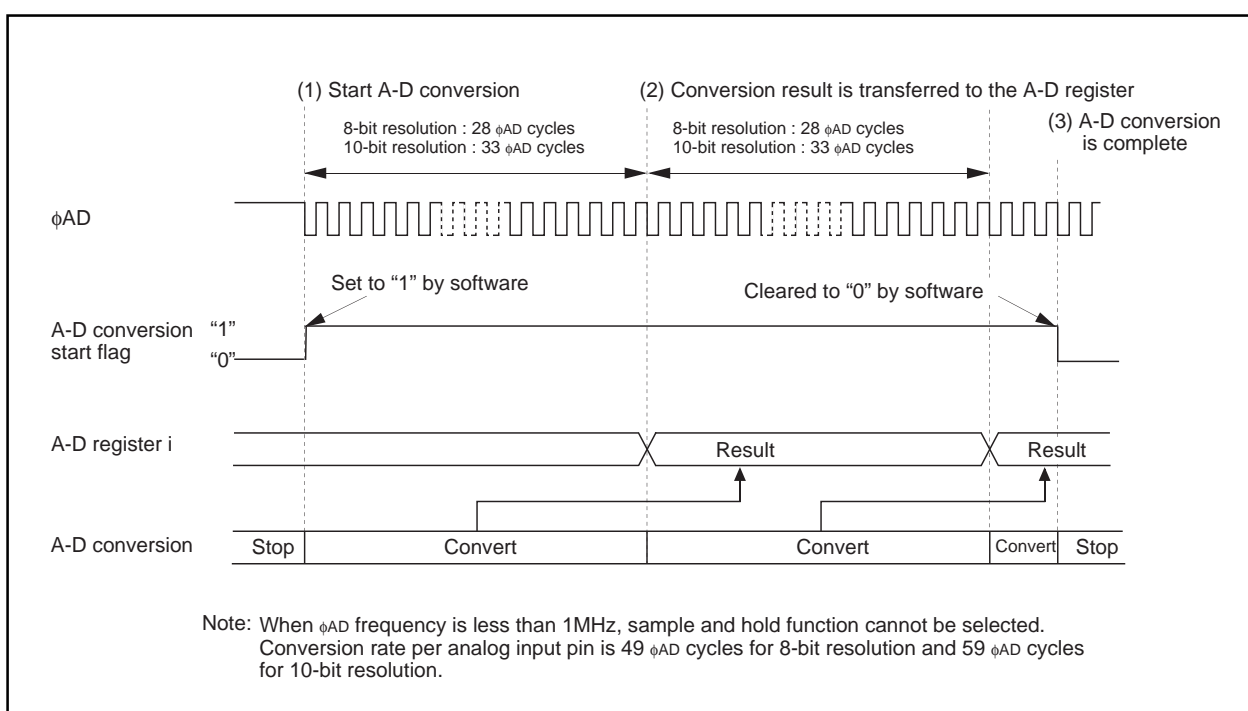 (1) Start A-D conversion
(2) Conversion result is transferred to the A-D register
8-bit resolution : 28 ϕAD cycles
10-bit resolution : 33 ϕAD cycles
8-bit resolution : 28 ϕAD cycles
10-bit resolution : 33 ϕAD cycles
(3) A-D conversion
is complete
ϕAD
Set to “1” by software
Cleared to “0” by software
A-D conversion
start flag
“1”
“0”
A-D register i
Result
Result
A-D conversion
Stop
Convert
Convert
Convert
Stop
Note: When ϕAD frequency is less than 1MHz, sample and hold function cannot be selected.
Conversion rate per analog input pin is 49 ϕAD cycles for 8-bit resolution and 59 ϕAD cycles
for 10-bit resolution.